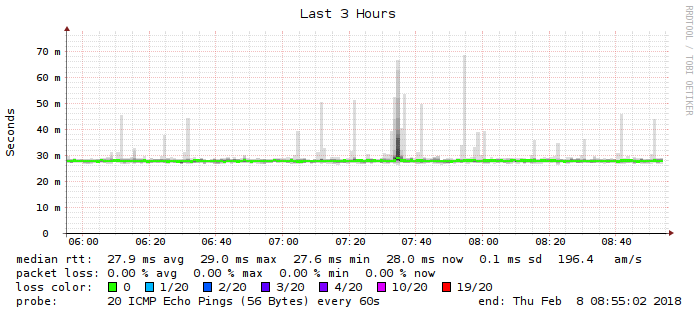 Last 3 Hours
RRDTOOL / TOBI OETIKER
Seconds
70 m
60 m
50 m
40 m
30 m
20 m
10 m
0
06:00 06:20 06:40 07:00 07:20 07:40 08:00 08:20 08:40
median rtt: 27.9 ms avg 29.0 ms max 27.6 ms min 28.0 ms now 0.1 ms sd 196.4 am/s
packet loss: 0.00 % avg 0.00 % max 0.00 % min 0.00 % now
loss color: 0 1/20 2/20 3/20 4/20 10/20 19/20
probe: 20 ICMP Echo Pings (56 Bytes) every 60s end: Thu Feb 8 08:55:02 2018